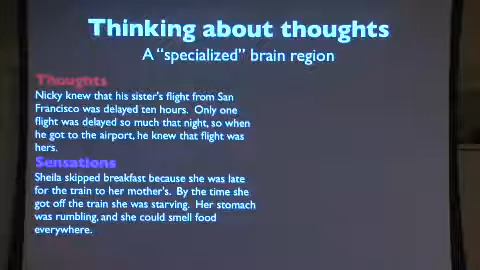 Thinking about thoughts
A “specialized” brain region
Thoughts
Nicky knew that his sister's flight from San
Francisco was delayed ten hours. Only one
flight was delayed so much that night, so when
he got to the airport, he knew that flight was
hers.
Sensations
Sheila skipped breakfast because she was late
for the train to her mother's. By the time she
got off the train she was starving. Her stomach
was rumbling, and she could smell food
everywhere.